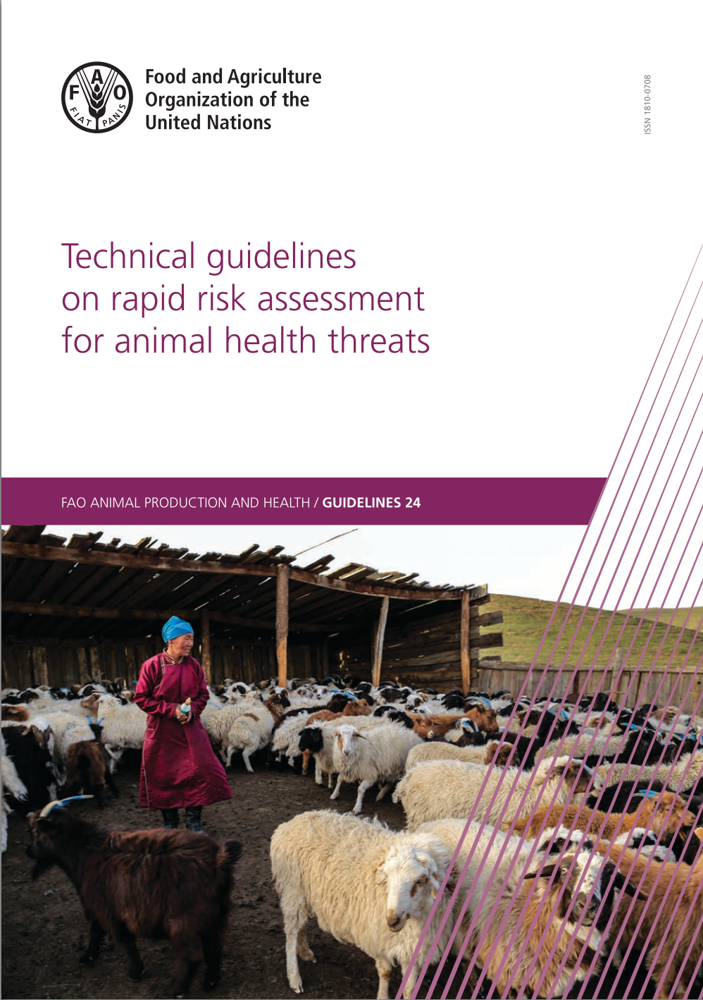 F A O
FIAT PANIS
Food and Agriculture
Organization of the
United Nations
ISSN 1810-0708
Technical guidelines
on rapid risk assessment
for animal health threats
FAO ANIMAL PRODUCTION AND HEALTH / GUIDELINES 24